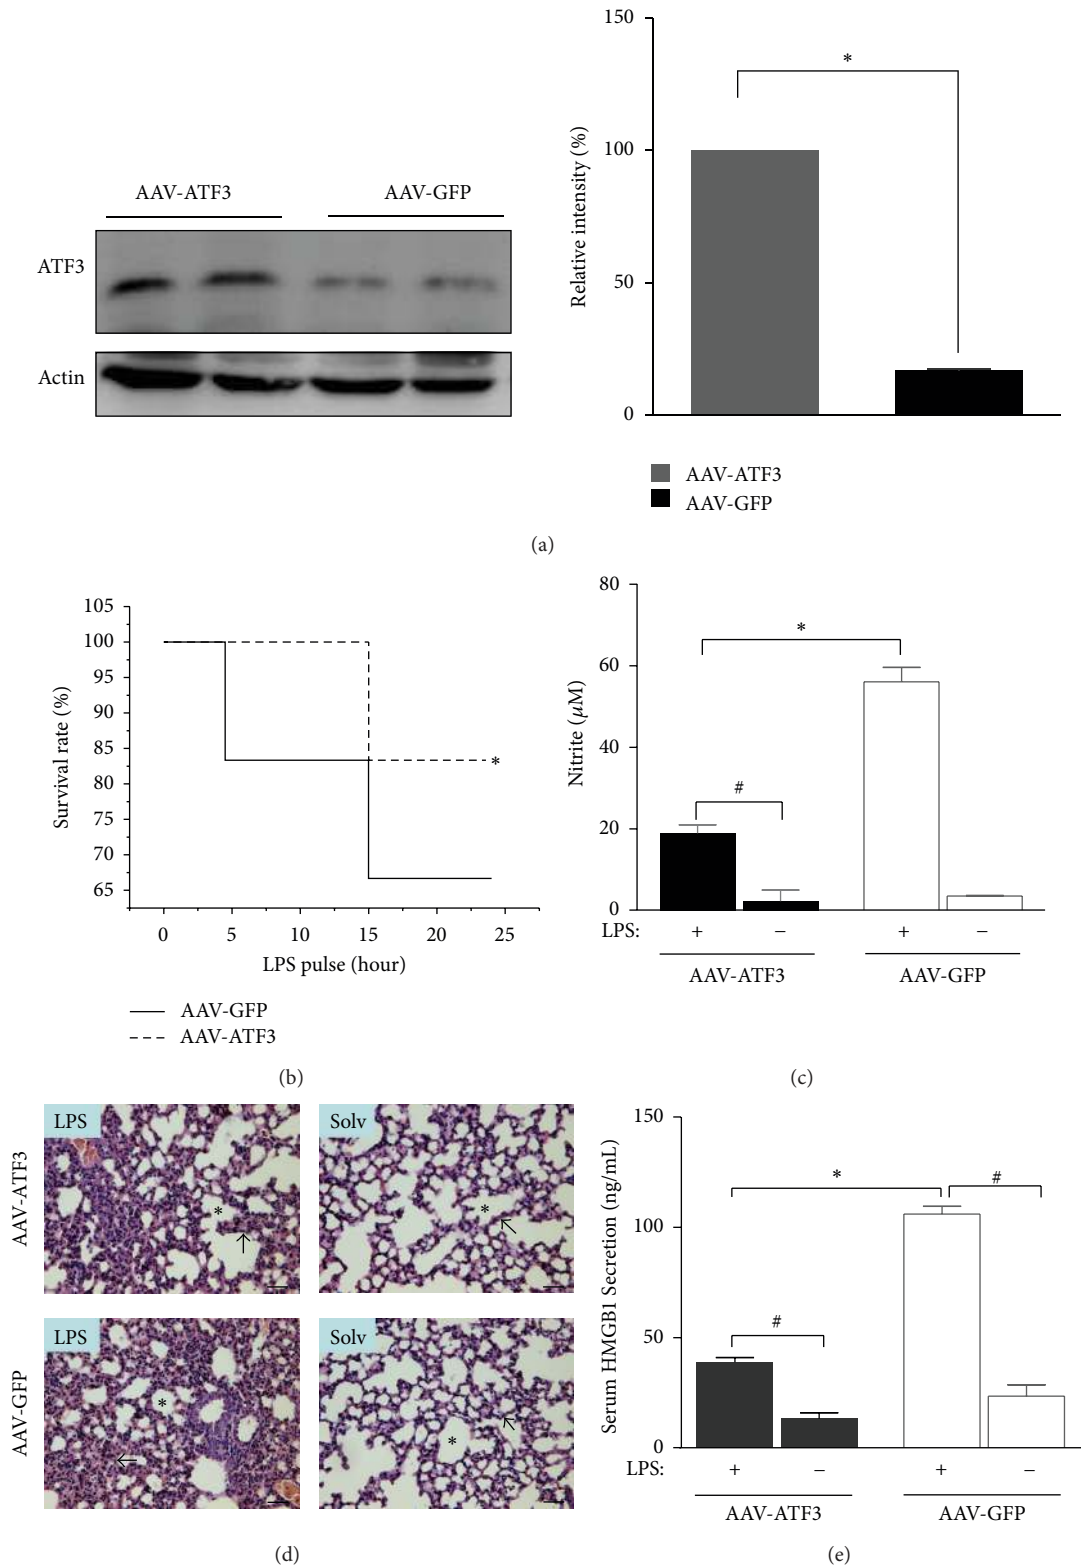 AAV-ATF3 AAV-GFP
ATF3
Actin
150
100
50
0
Relative intensity (%)
*
AAV-ATF3
AAV-GFP
(a)
105
100
95
90
85
80
75
70
65
Survival rate (%)
*
0 5 10 15 20 25
LPS pulse (hour)
AAV-GFP
AAV-ATF3
(b)
80
60
40
20
0
Nitrite (μM)
*
#
LPS: + − + −
AAV-ATF3 AAV-GFP
(c)
AAV-ATF3
LPS
*
Solv
*
AAV-GFP
LPS
*
Solv
*
(d)
150
100
50
0
Serum HMGB1 Secretion (ng/mL)
* #
#
LPS: + − + −
AAV-ATF3 AAV-GFP
(e)